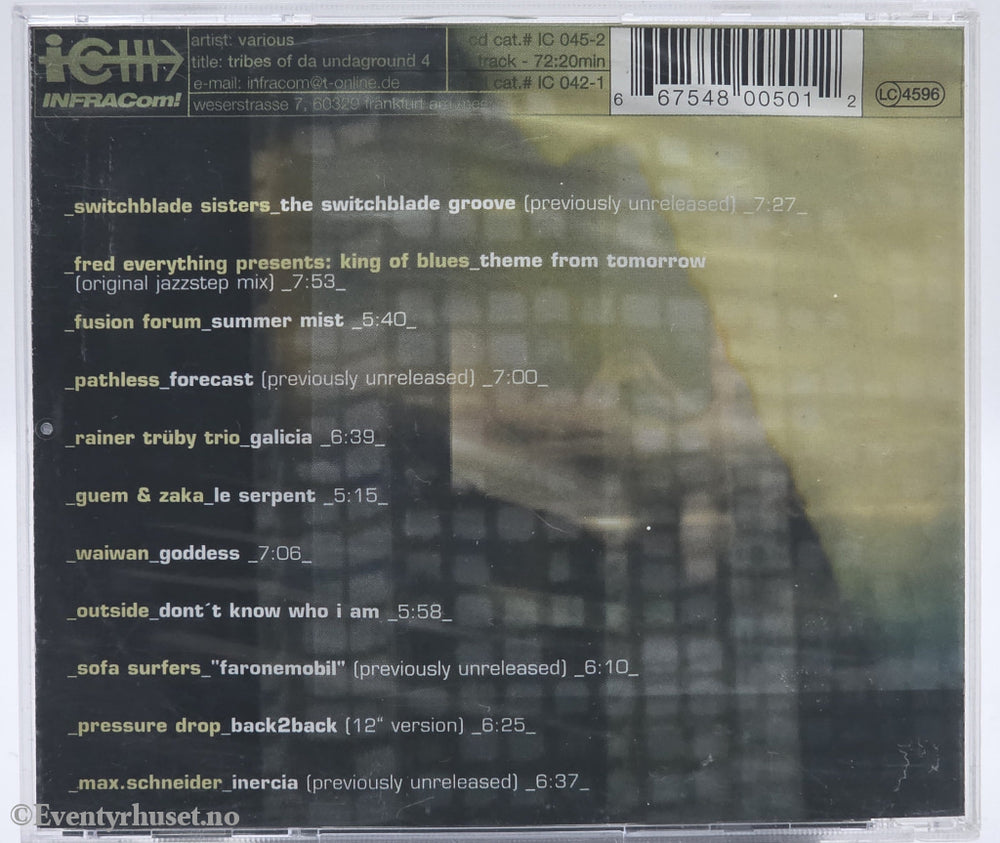 iC
INFRACom!
artist: various
title: tribes of da undaground 4
e-mail: infracom@t-online.de
weserstrasse 7, 60329 frankfurt am
cd cat.# IC 045-2
track - 72:20min
cat.# IC 042-1
6 67548 00501 2
LC 4596
_switchblade sisters_the switchblade groove (previously unreleased) _7:27_
_fred everything presents: king of blues_theme from tomorrow
(original jazzstep mix) _7:53_
_fusion forum_summer mist _5:40_
_pathless_forecast (previously unreleased) _7:00_
_rainer trüby trio_galicia _6:39_
_guem & zaka_le serpent _5:15_
_waiwan_goddess _7:06_
_outside_dont´t know who i am _5:58_
_sofa surfers_"faronemobil" (previously unreleased) _6:10_
_pressure drop_back2back (12“ version) _6:25_
_max.schneider_inercia (previously unreleased) _6:37_
©Eventyrhuset.no